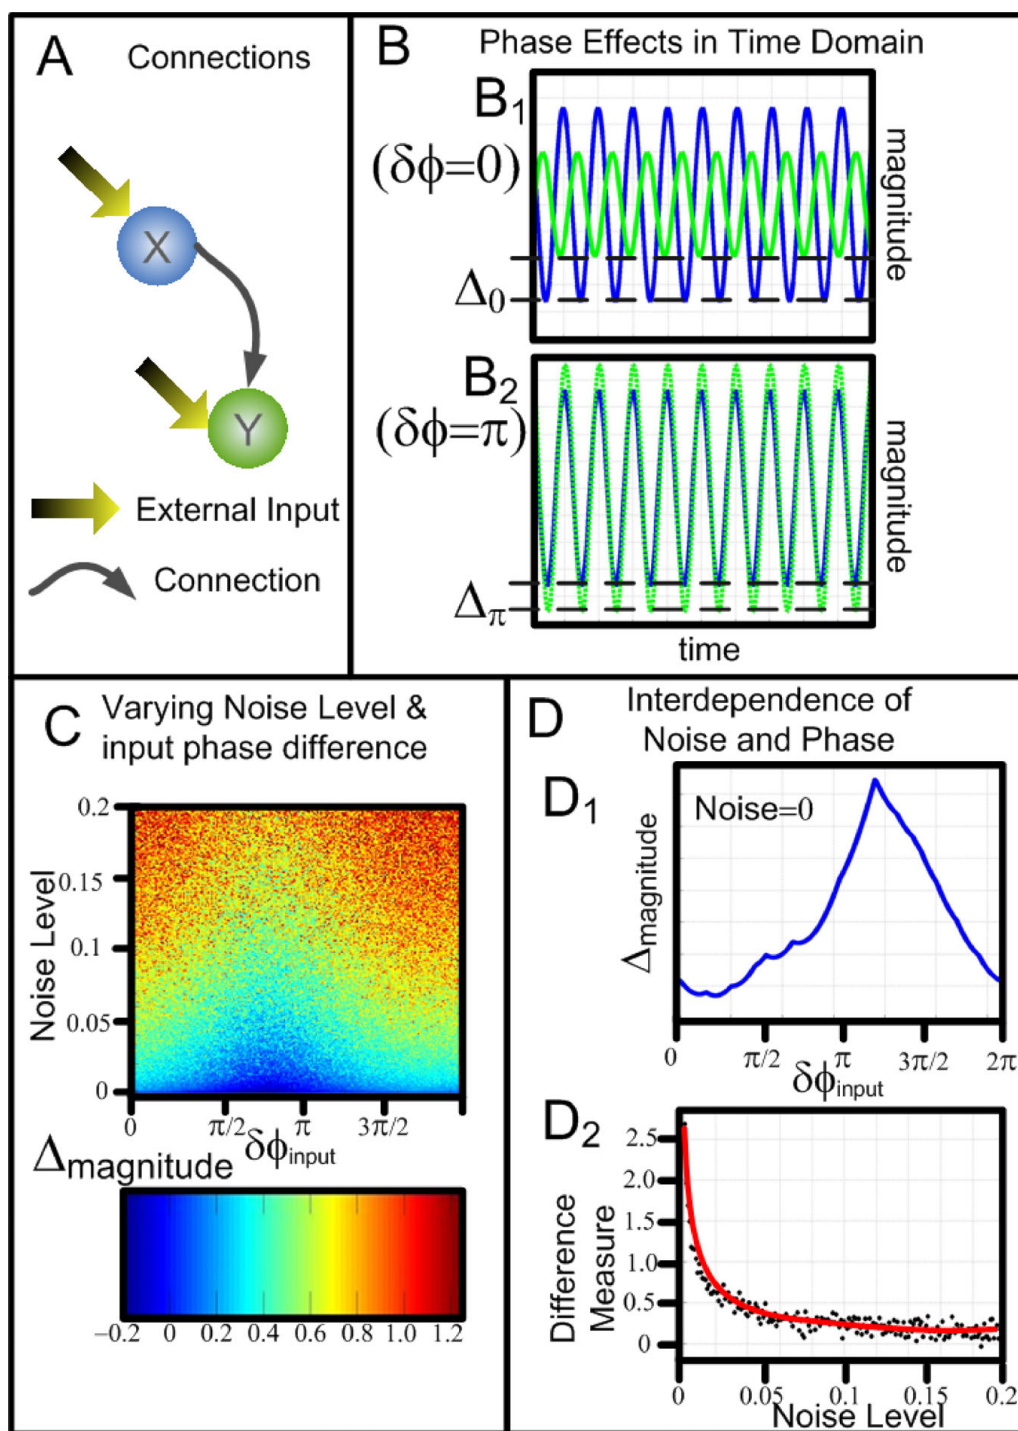 A Connections
X
Y
External Input
Connection
B Phase Effects in Time Domain
B1
(δϕ=0)
magnitude
Δ0
B2
(δϕ=π)
magnitude
Δπ
time
C Varying Noise Level &
input phase difference
0.2
0.15
0.1
0.05
0
Noise Level
0 π/2 π 3π/2
δϕinput
Δmagnitude
−0.2 0 0.2 0.4 0.6 0.8 1.0 1.2
D Interdependence of
Noise and Phase
D1
Noise=0
Δmagnitude
0 π/2 π 3π/2 2π
δϕinput
D2
2.5
2.0
1.5
1.0
0.5
0
Difference
Measure
0 0.05 0.1 0.15 0.2
Noise Level